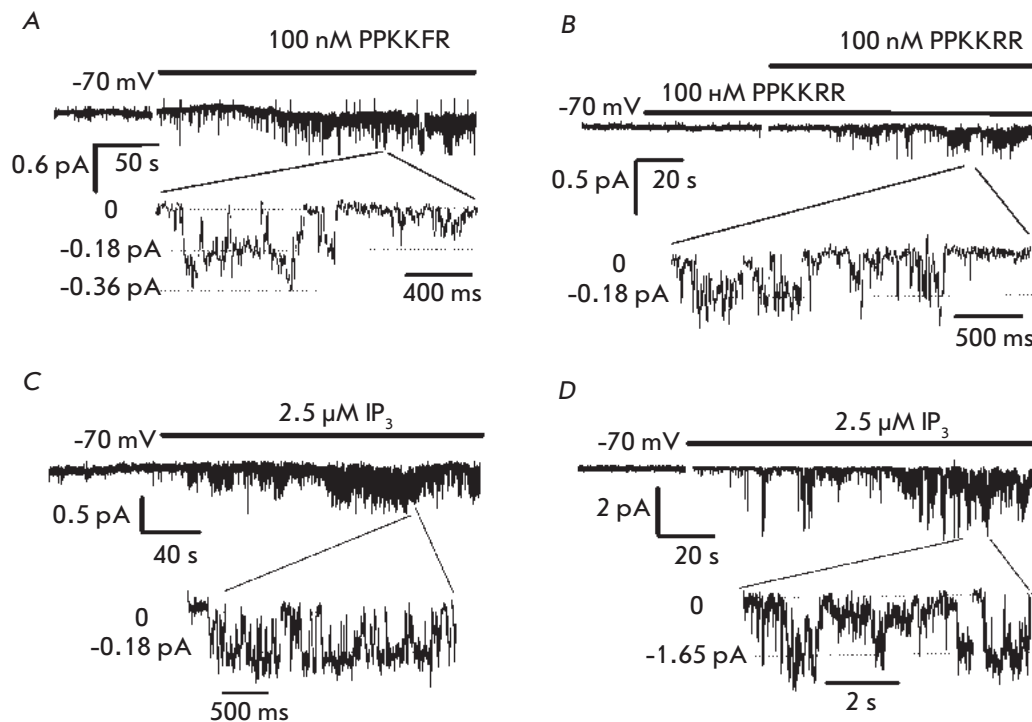 A
100 nM PPKKFR
-70 mV
0.6 pA
50 s
0
-0.18 pA
-0.36 pA
400 ms
B
100 nM PPKKRR
-70 mV
100 нM PPKKRR
0.5 pA
20 s
0
-0.18
500 ms
C
2.5 µM IP₃
-70 mV
0.5 pA
40 s
0
-0.18 pA
500 ms
D
2.5 µM IP₃
-70 mV
2 pA
20 s
0
-1.65 pA
2 s